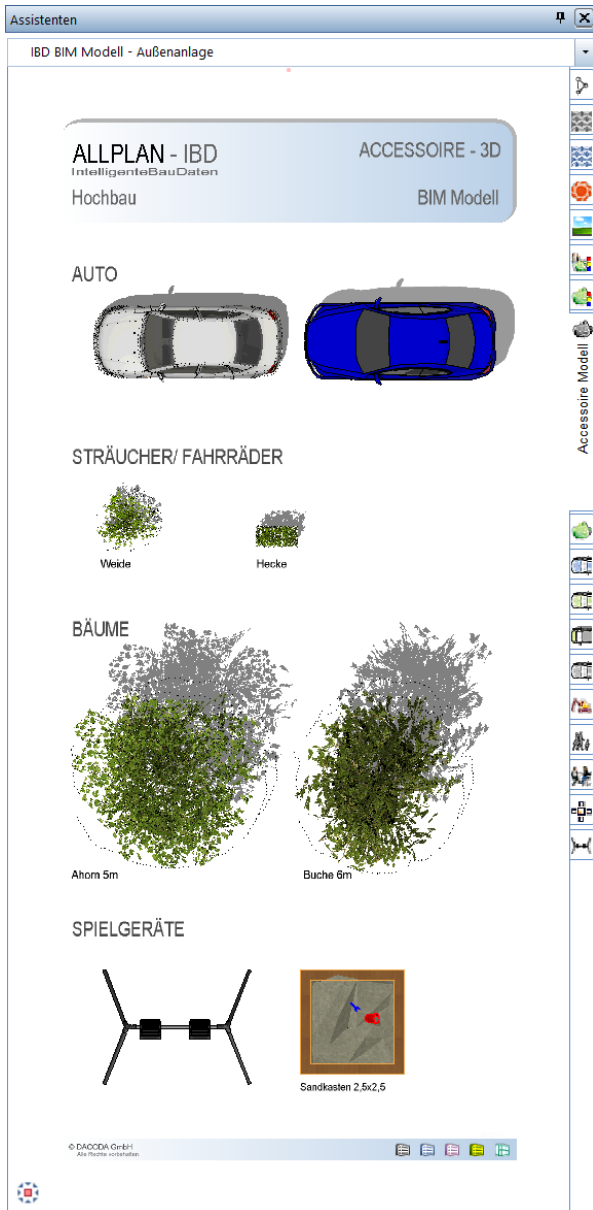 Assistenten
IBD BIM Modell - Außenanlage
ALLPLAN - IBD
IntelligenteBauDaten
Hochbau
ACCESSOIRE - 3D
BIM Modell
AUTO
STRÄUCHER/ FAHRRÄDER
Weide
Hecke
BÄUME
Ahorn 5m
Buche 6m
SPIELGERÄTE
Sandkasten 2,5x2,5
© DACODA GmbH
Alle Rechte vorbehalten
Accessoire Modell